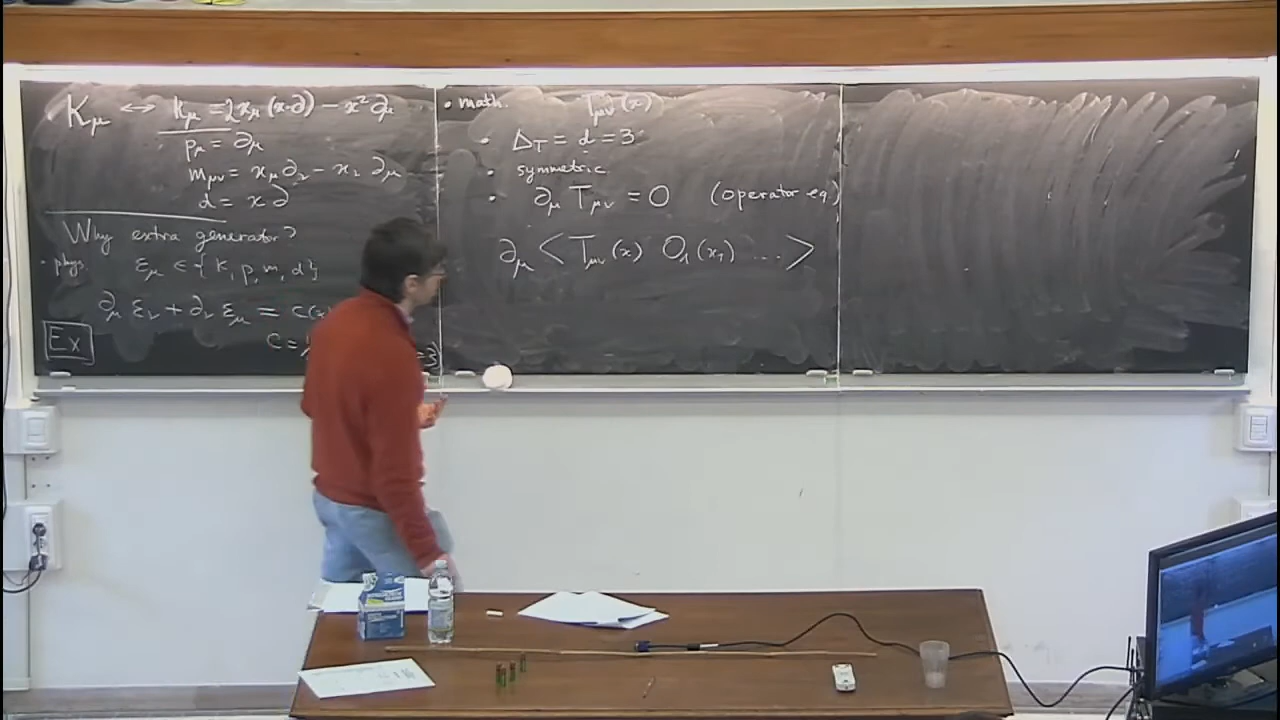 K_μ ↔ k_μ = 2x_μ(x·∂) − x²∂_μ
p_μ = ∂_μ
m_μν = x_μ ∂_ν − x_ν ∂_μ
d = x ∂
Why extra generator?
• phys. ε_μ ∈ {k, p, m, d}
∂_μ ε_ν + ∂_ν ε_μ = c(x)
Ex
c =
=3
• math. T_μν(x)
• Δ_T = d = 3
• symmetric
• ∂_μ T_μν = 0 (operator eq.)
∂_μ < T_μν(x) O_1(x_1) ... >